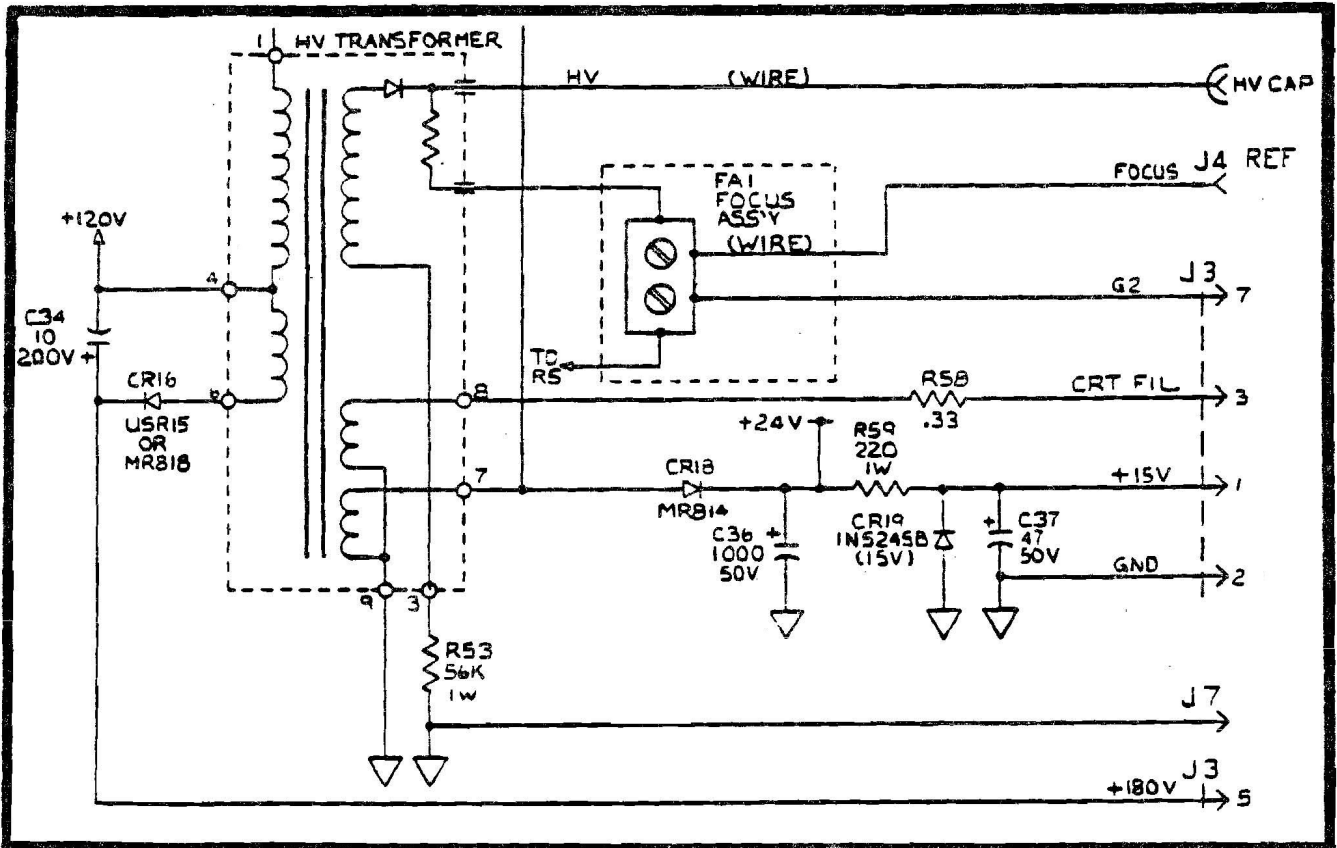 1 HV TRANSFORMER
HV (WIRE) HV CAP
J4 REF
FOCUS
FA1
FOCUS
ASS'Y
(WIRE)
+120V
4
J3
G2 7
C34
10
200V +
TO
R5
CR16
6
USR15
OR
MR818
8
R58
.33
CRT FIL 3
+24V
R59
220
1W
7
CR18
MR814
+15V 1
C36 +
1000
50V
CR19
1N5245B
(15V)
+ C37
47
50V
GND 2
9 3
R53
56K
1W
J7
J3
+180V 5